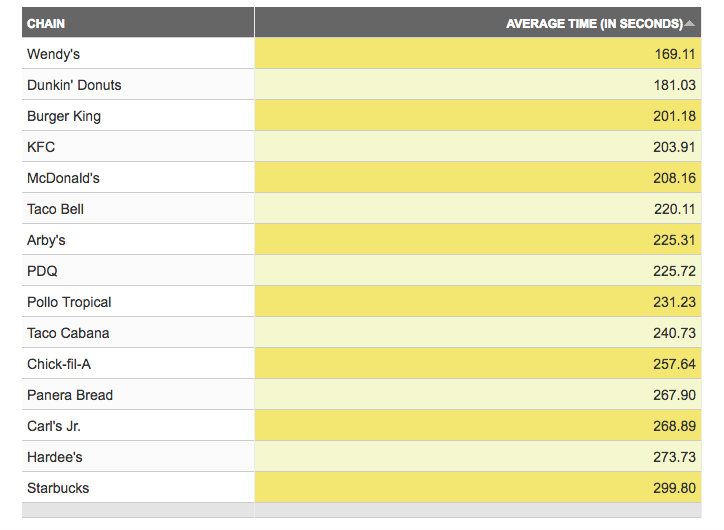 CHAIN AVERAGE TIME (IN SECONDS)
Wendy's 169.11
Dunkin' Donuts 181.03
Burger King 201.18
KFC 203.91
McDonald's 208.16
Taco Bell 220.11
Arby's 225.31
PDQ 225.72
Pollo Tropical 231.23
Taco Cabana 240.73
Chick-fil-A 257.64
Panera Bread 267.90
Carl's Jr. 268.89
Hardee's 273.73
Starbucks 299.80